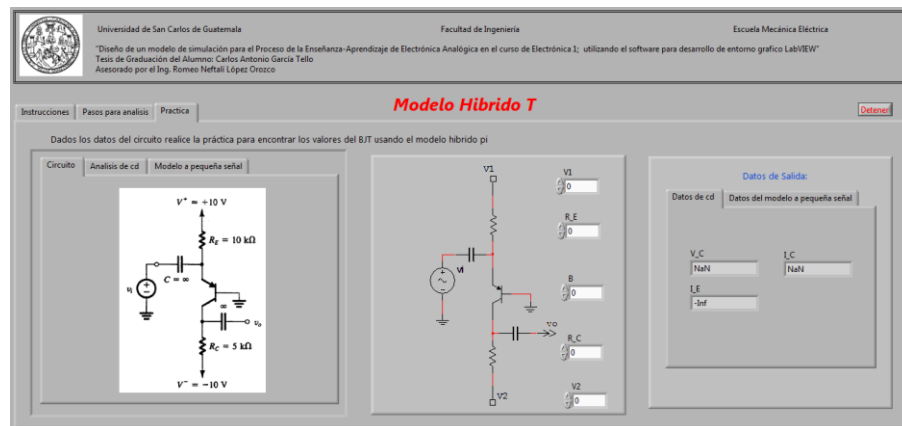 Universidad de San Carlos de Guatemala Facultad de Ingeniería Escuela Mecánica Eléctrica
"Diseño de un modelo de simulación para el Proceso de la Enseñanza-Aprendizaje de Electrónica Analógica en el curso de Electrónica 1; utilizando el software para desarrollo de entorno grafico LabVIEW"
Tesis de Graduación del Alumno: Carlos Antonio García Tello
Asesorado por el Ing. Romeo Neftalí López Orozco
Instrucciones Pasos para analisis Practica
Modelo Hibrido T
Detener
Dados los datos del circuito realice la práctica para encontrar los valores del BJT usando el modelo hibrido pi
Circuito Analisis de cd Modelo a pequeña señal
V⁺ = +10 V
R_E = 10 kΩ
C = ∞
v_i
∞
v_o
R_C = 5 kΩ
V⁻ = −10 V
V1
vi
vo
V2
V1
0
R_E
0
B
0
R_C
0
V2
0
Datos de Salida:
Datos de cd Datos del modelo a pequeña señal
V_C I_C
NaN NaN
I_E
-Inf